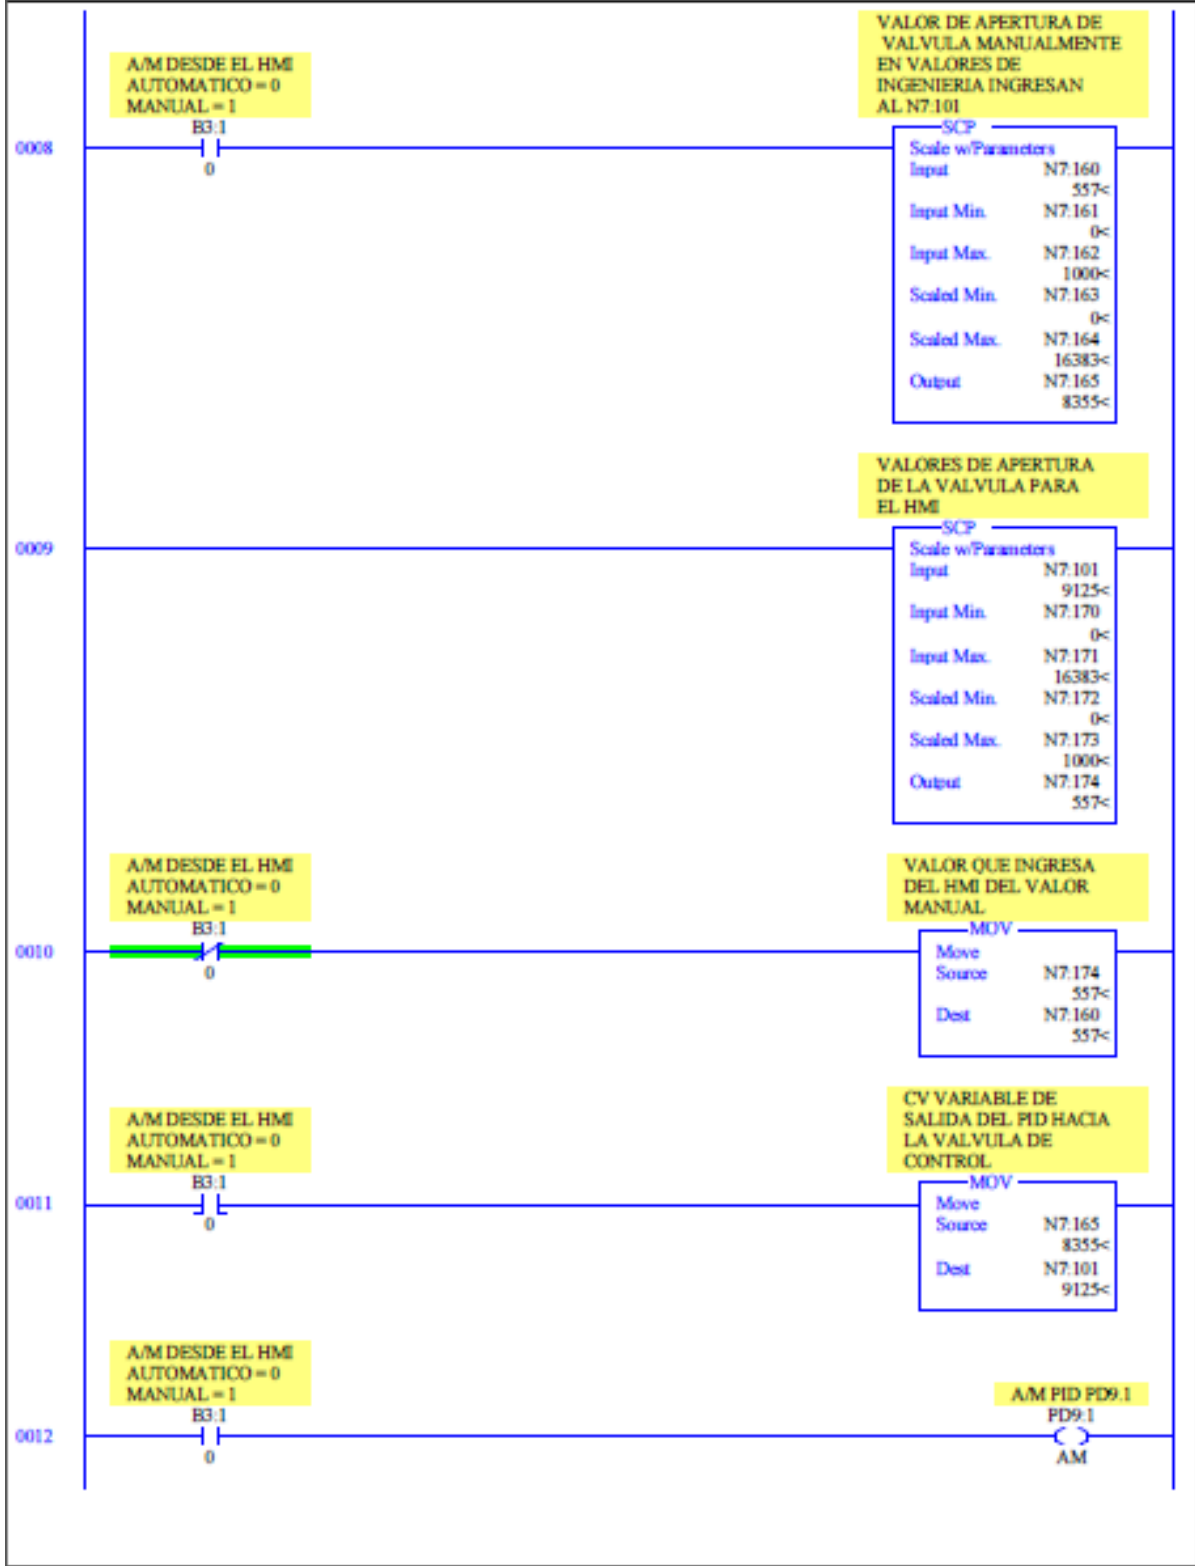 VALOR DE APERTURA DE
VALVULA MANUALMENTE
EN VALORES DE
INGENIERIA INGRESAN
AL N7:101
A/M DESDE EL HMI
AUTOMATICO = 0
MANUAL = 1
B3:1
0
0008
SCP
Scale w/Parameters
Input N7:160
557<
Input Min. N7:161
0<
Input Max. N7:162
1000<
Scaled Min. N7:163
0<
Scaled Max. N7:164
16383<
Output N7:165
8355<
VALORES DE APERTURA
DE LA VALVULA PARA
EL HMI
0009
SCP
Scale w/Parameters
Input N7:101
9125<
Input Min. N7:170
0<
Input Max. N7:171
16383<
Scaled Min. N7:172
0<
Scaled Max. N7:173
1000<
Output N7:174
557<
A/M DESDE EL HMI
AUTOMATICO = 0
MANUAL = 1
B3:1
0
0010
VALOR QUE INGRESA
DEL HMI DEL VALOR
MANUAL
MOV
Move
Source N7:174
557<
Dest N7:160
557<
A/M DESDE EL HMI
AUTOMATICO = 0
MANUAL = 1
B3:1
0
0011
CV VARIABLE DE
SALIDA DEL PID HACIA
LA VALVULA DE
CONTROL
MOV
Move
Source N7:165
8355<
Dest N7:101
9125<
A/M DESDE EL HMI
AUTOMATICO = 0
MANUAL = 1
B3:1
0
0012
A/M PID PD9.1
PD9:1
AM